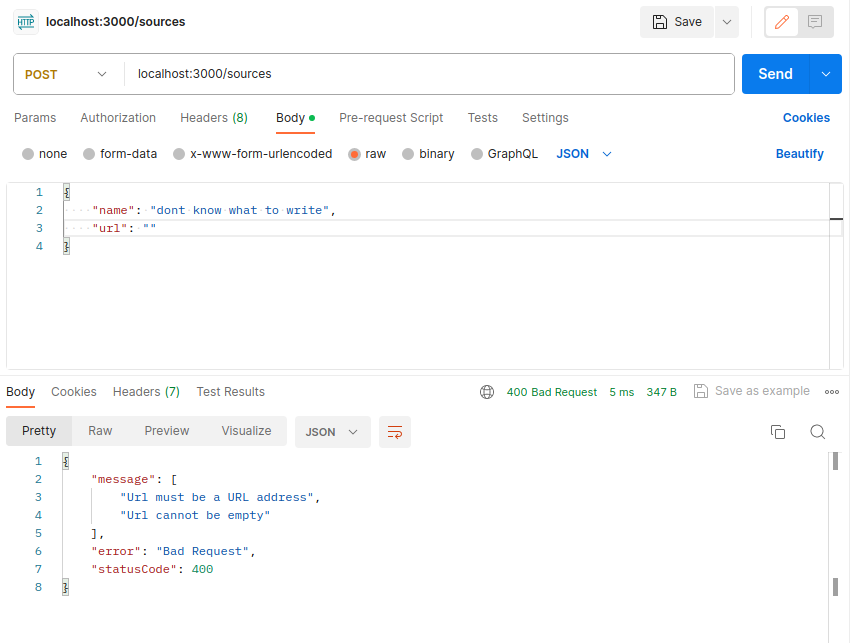 HTTP localhost:3000/sources Save
POST localhost:3000/sources Send
Params Authorization Headers (8) Body Pre-request Script Tests Settings Cookies
none form-data x-www-form-urlencoded raw binary GraphQL JSON Beautify
1 {
2 ····"name":·"dont·know·what·to·write",
3 ····"url":·""
4 }
Body Cookies Headers (7) Test Results 400 Bad Request 5 ms 347 B Save as example
Pretty Raw Preview Visualize JSON
1 {
2 "message": [
3 "Url must be a URL address",
4 "Url cannot be empty"
5 ],
6 "error": "Bad Request",
7 "statusCode": 400
8 }